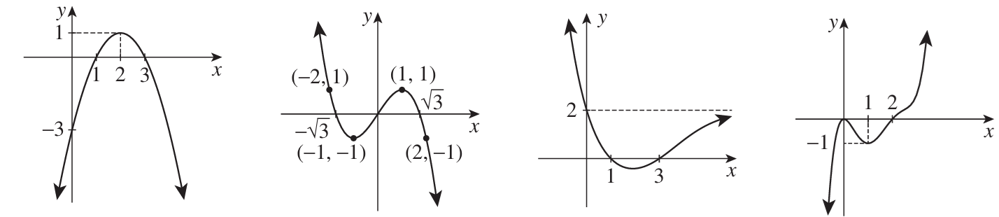 y
1
1 2 3
x
−3
y
(−2, 1)
(1, 1)
√3
x
−√3
(−1, −1)
(2, −1)
y
2
1
3
x
y
1 2
x
−1